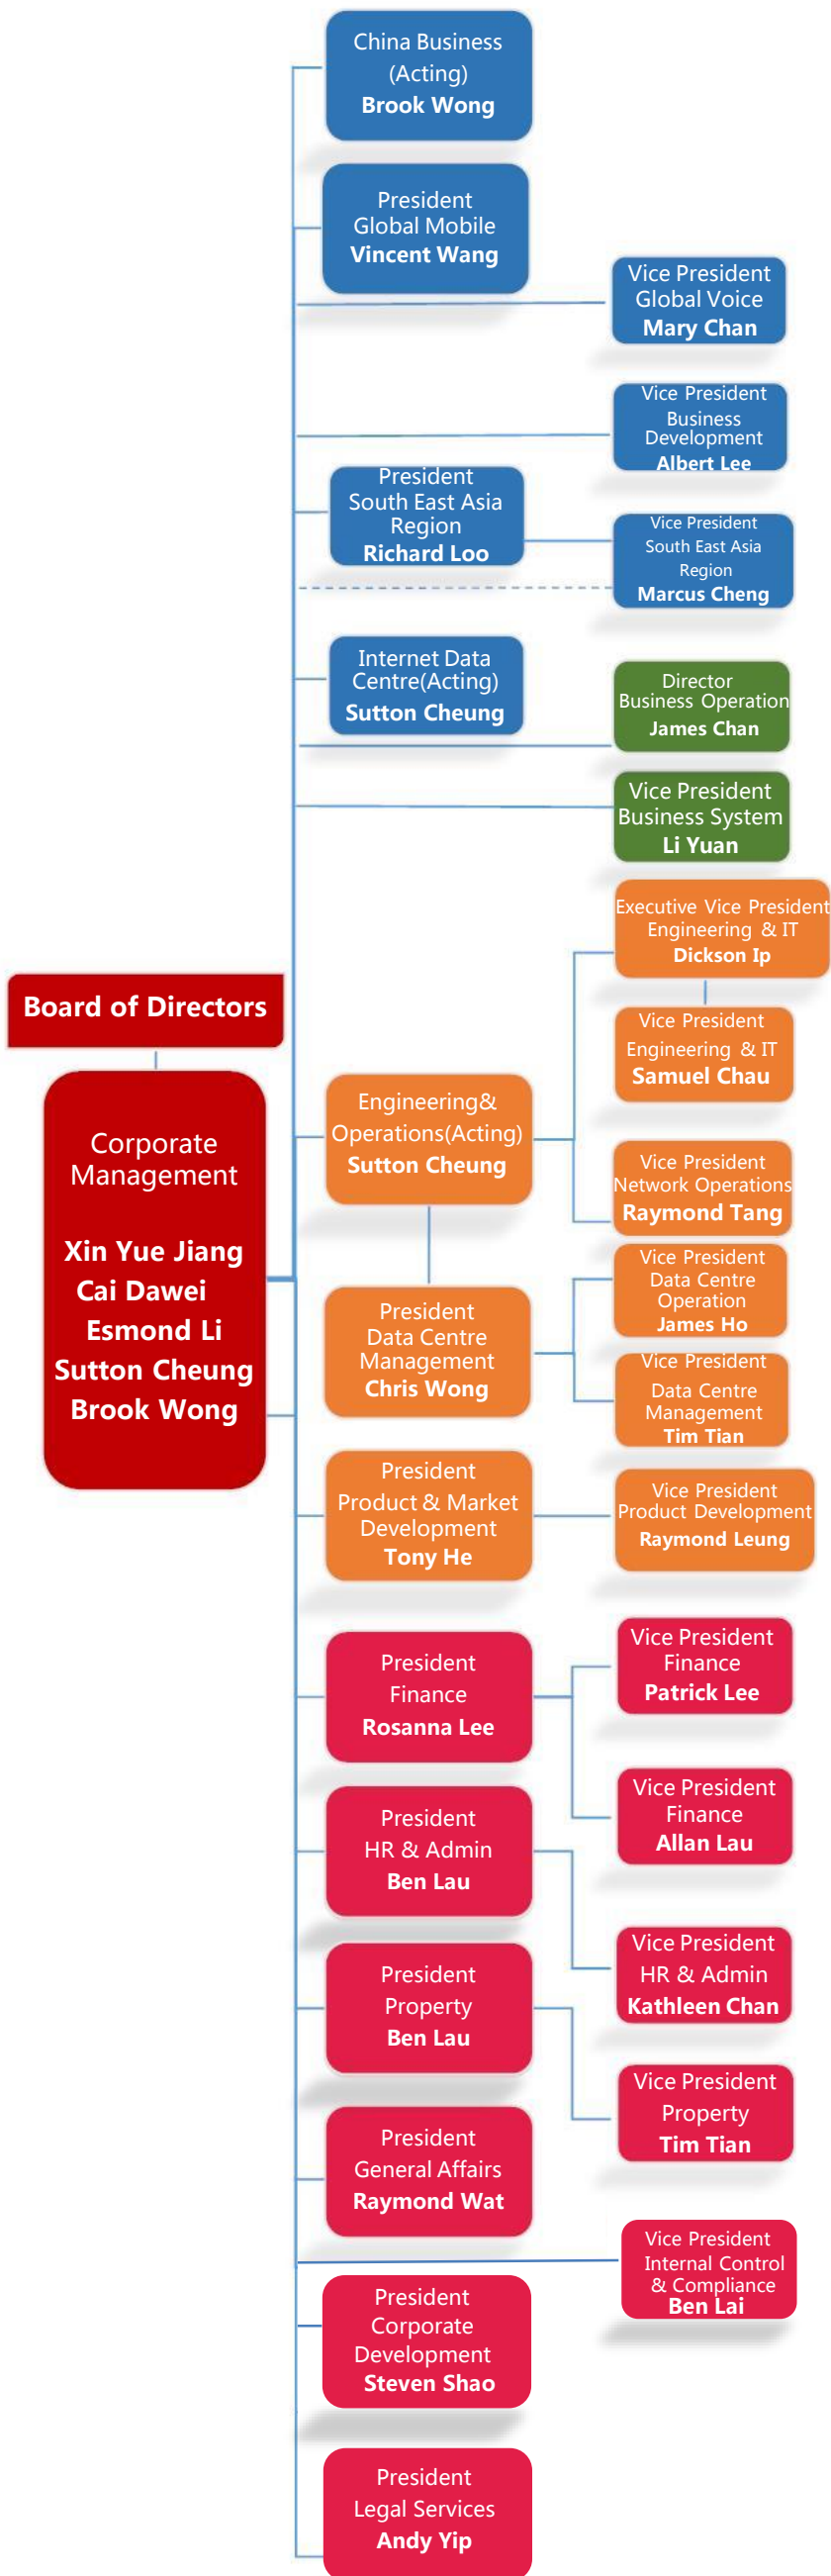 China Business
(Acting)
Brook Wong
President
Global Mobile
Vincent Wang
Vice President
Global Voice
Mary Chan
Vice President
Business
Development
Albert Lee
President
South East Asia
Region
Richard Loo
Vice President
South East Asia
Region
Marcus Cheng
Internet Data
Centre(Acting)
Sutton Cheung
Director
Business Operation
James Chan
Vice President
Business System
Li Yuan
Executive Vice President
Engineering & IT
Dickson Ip
Board of Directors
Vice President
Engineering & IT
Samuel Chau
Corporate
Management
Xin Yue Jiang
Cai Dawei
Esmond Li
Sutton Cheung
Brook Wong
Engineering&
Operations(Acting)
Sutton Cheung
Vice President
Network Operations
Raymond Tang
Vice President
Data Centre
Operation
James Ho
President
Data Centre
Management
Chris Wong
Vice President
Data Centre
Management
Tim Tian
President
Product & Market
Development
Tony He
Vice President
Product Development
Raymond Leung
President
Finance
Rosanna Lee
Vice President
Finance
Patrick Lee
Vice President
Finance
Allan Lau
President
HR & Admin
Ben Lau
Vice President
HR & Admin
Kathleen Chan
President
Property
Ben Lau
Vice President
Property
Tim Tian
President
General Affairs
Raymond Wat
Vice President
Internal Control
& Compliance
Ben Lai
President
Corporate
Development
Steven Shao
President
Legal Services
Andy Yip